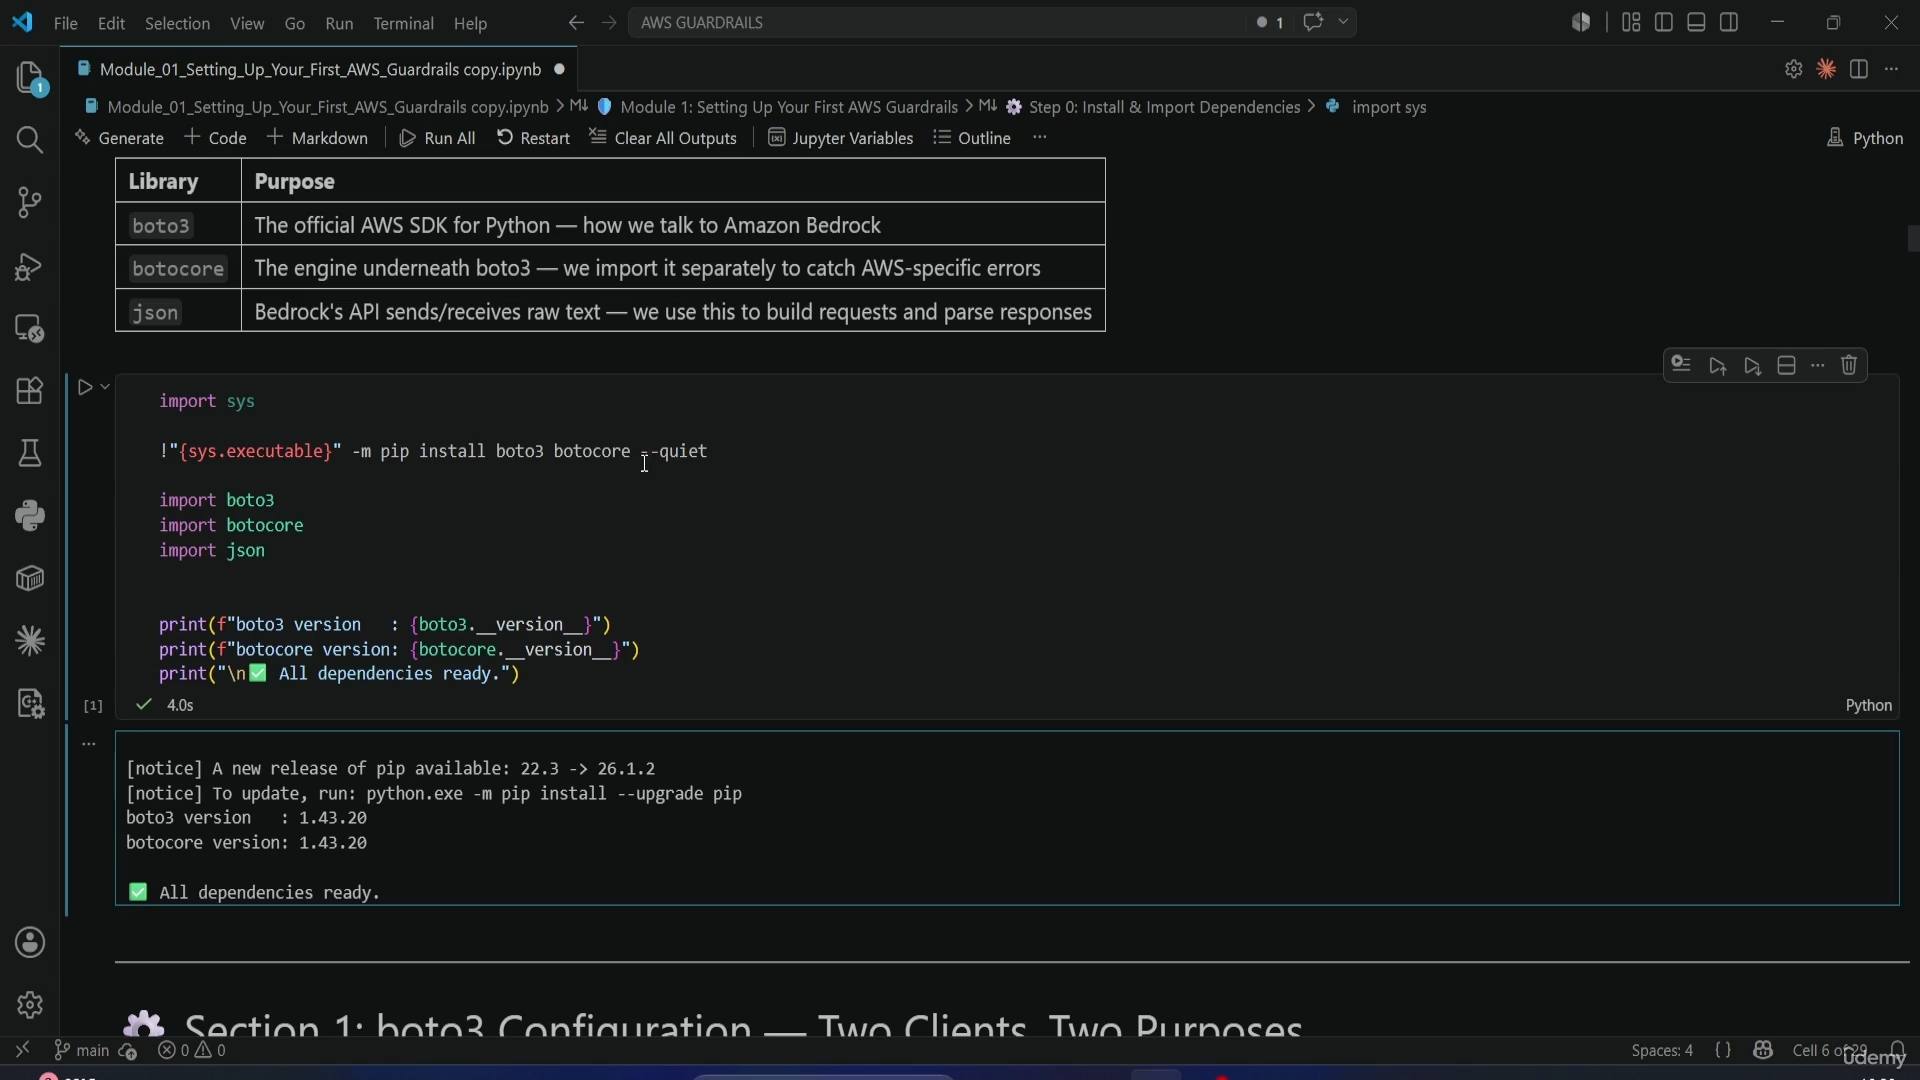 File Edit Selection View Go Run Terminal Help AWS GUARDRAILS 1
Module_01_Setting_Up_Your_First_AWS_Guardrails copy.ipynb
Module_01_Setting_Up_Your_First_AWS_Guardrails copy.ipynb > M↓ Module 1: Setting Up Your First AWS Guardrails > M↓ Step 0: Install & Import Dependencies > import sys
Generate + Code + Markdown Run All Restart Clear All Outputs Jupyter Variables Outline ... Python
Library Purpose
boto3 The official AWS SDK for Python — how we talk to Amazon Bedrock
botocore The engine underneath boto3 — we import it separately to catch AWS-specific errors
json Bedrock's API sends/receives raw text — we use this to build requests and parse responses
import sys
!"{sys.executable}" -m pip install boto3 botocore --quiet
import boto3
import botocore
import json
print(f"boto3 version   : {boto3.__version__}")
print(f"botocore version: {botocore.__version__}")
print("\n✅ All dependencies ready.")
[1] ✓ 4.0s Python
[notice] A new release of pip available: 22.3 -> 26.1.2
[notice] To update, run: python.exe -m pip install --upgrade pip
boto3 version   : 1.43.20
botocore version: 1.43.20
✅ All dependencies ready.
Section 1: boto3 Configuration — Two Clients, Two Purposes
main 0 0 Spaces: 4 {} Cell 6 of 29
udemy